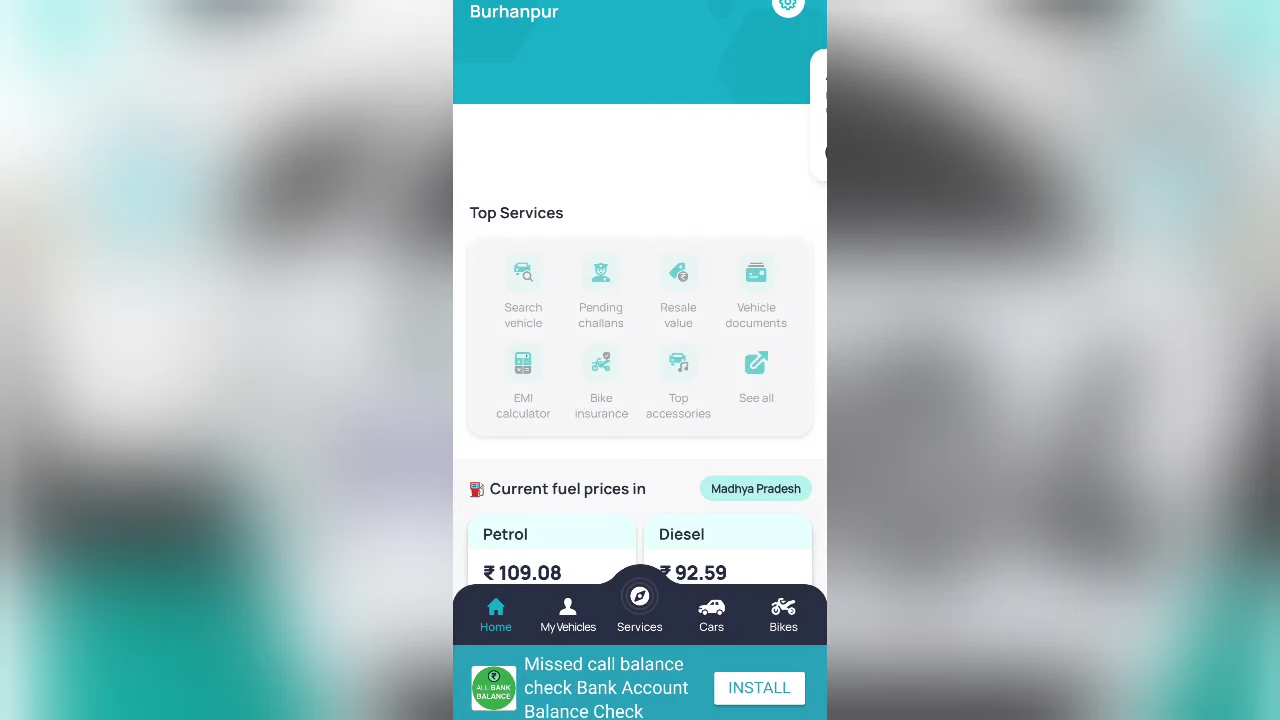 Burhanpur
Top Services
Search vehicle
Pending challans
Resale value
Vehicle documents
EMI calculator
Bike insurance
Top accessories
See all
Current fuel prices in
Madhya Pradesh
Petrol
Diesel
₹ 109.08
₹ 92.59
Home
My Vehicles
Services
Cars
Bikes
ALL BANK
BALANCE
Missed call balance
check Bank Account
Balance Check
INSTALL